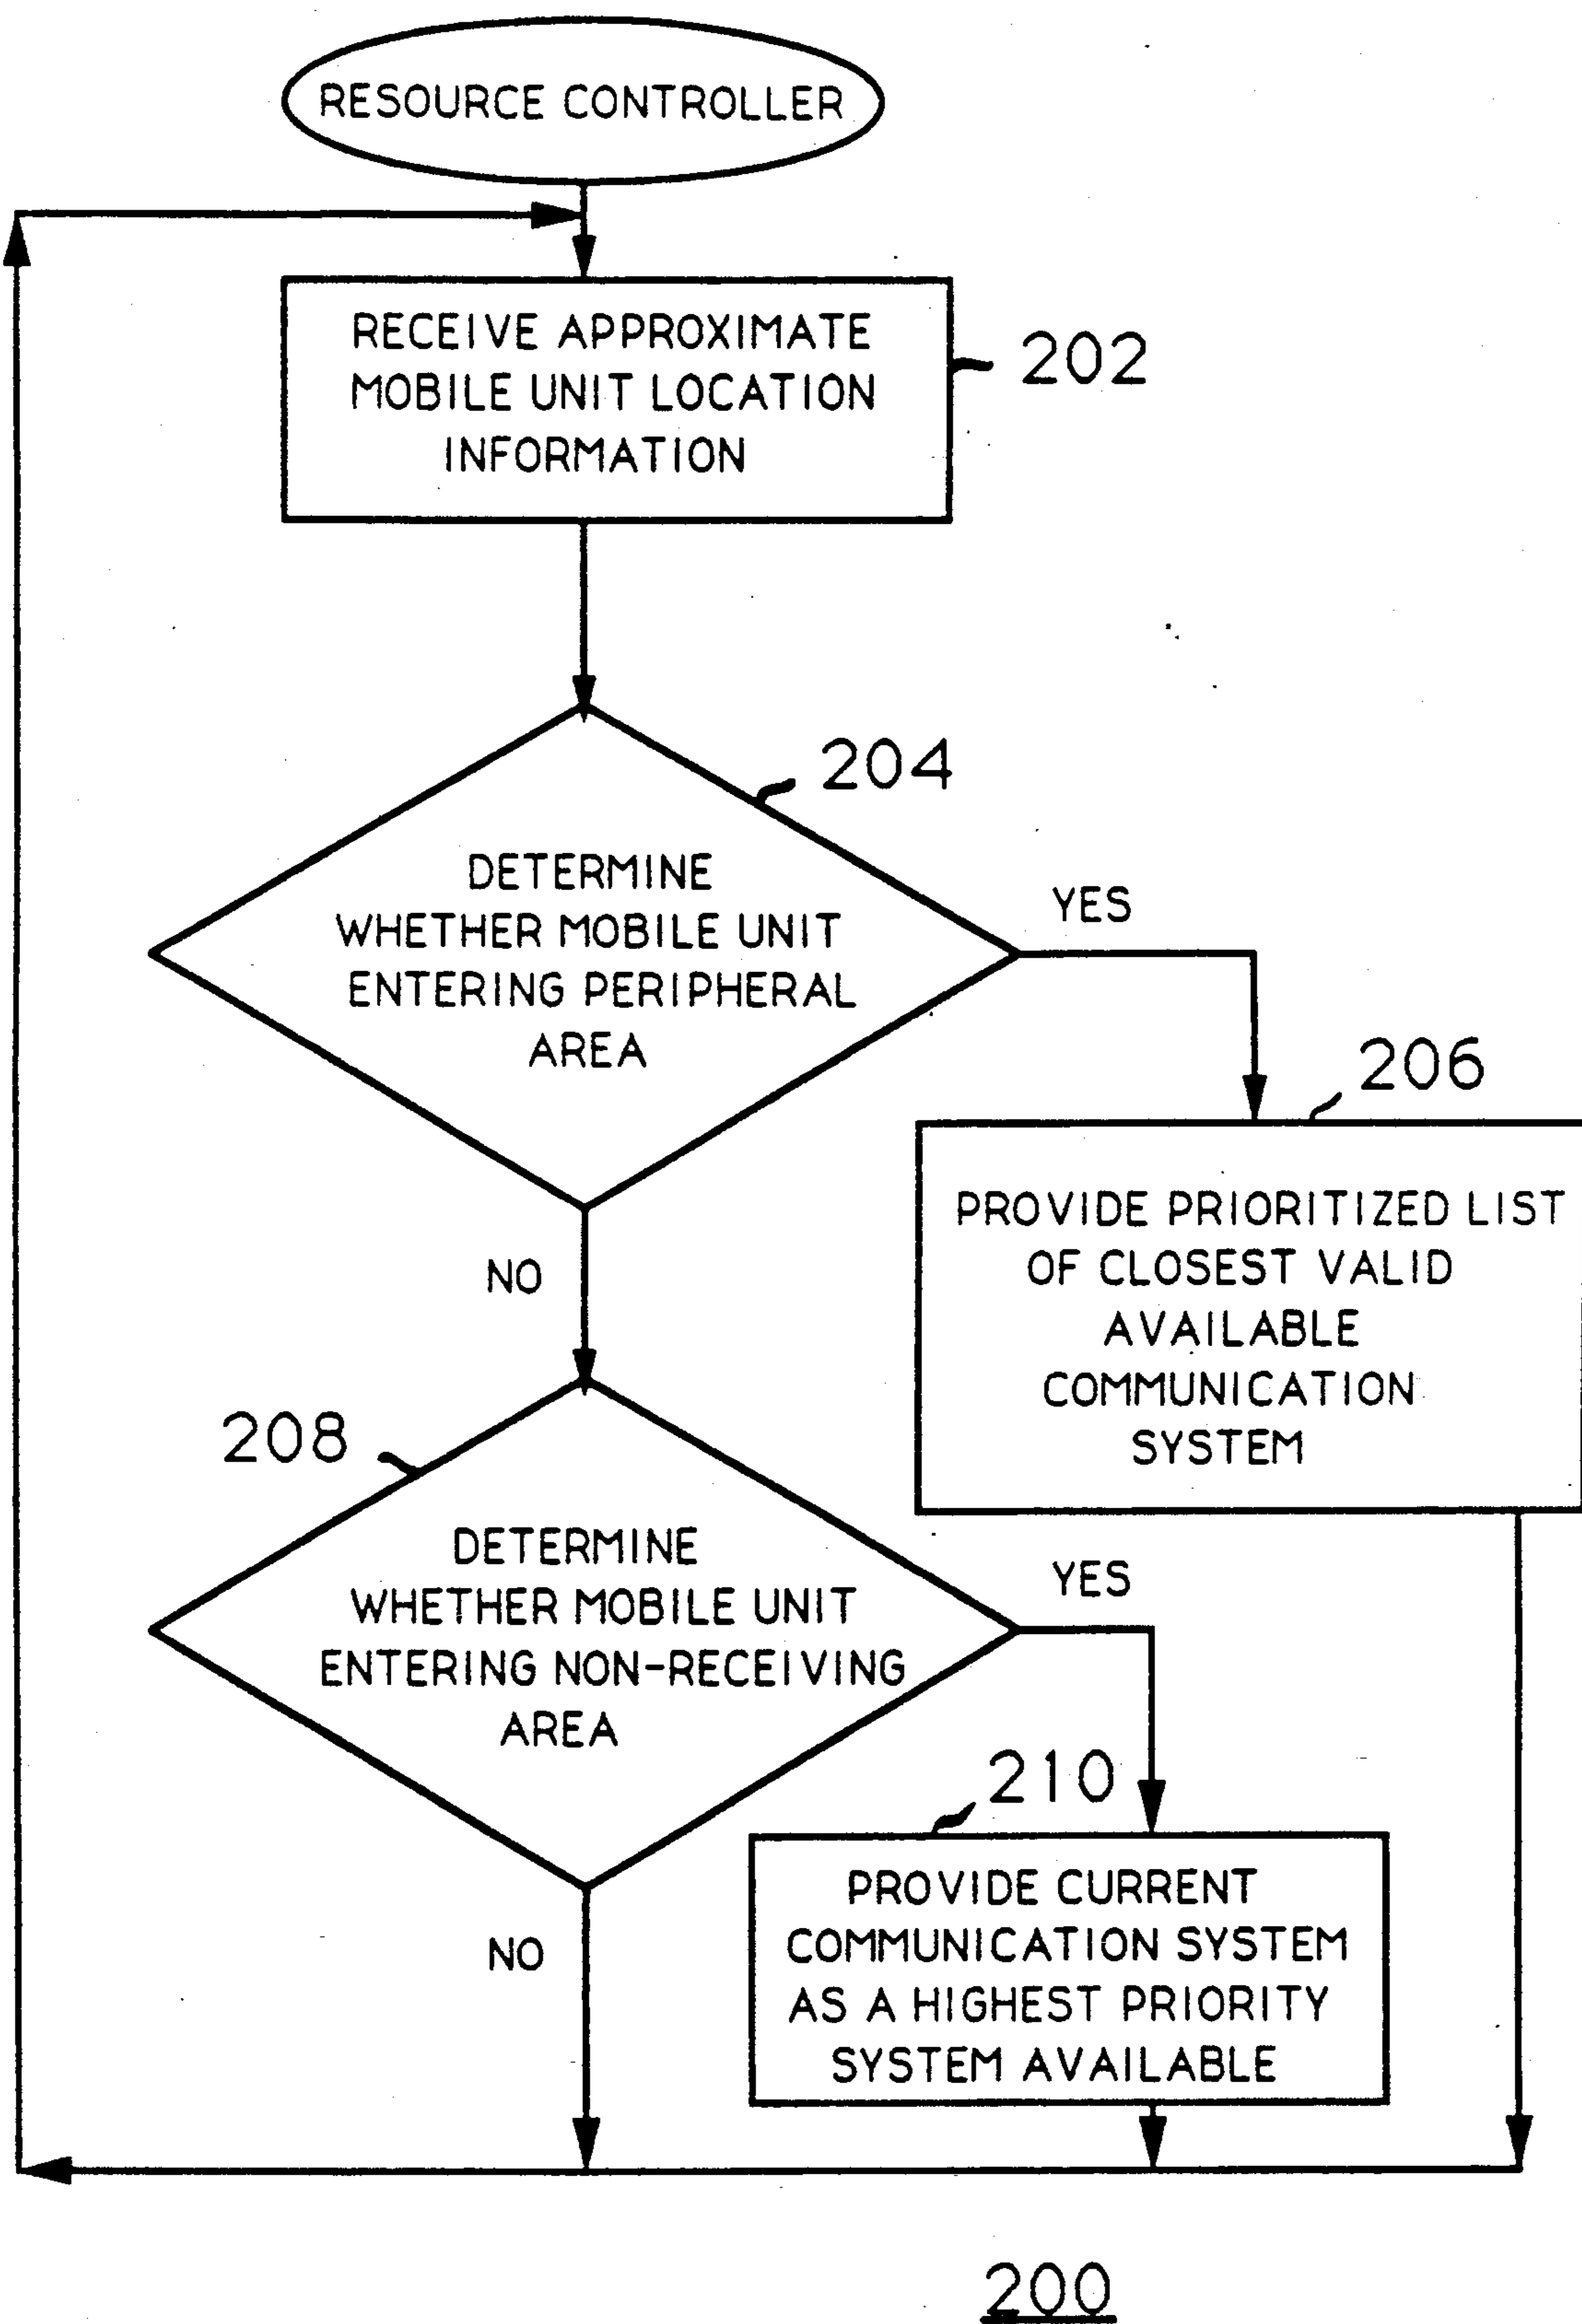 RESOURCE CONTROLLER
RECEIVE APPROXIMATE
MOBILE UNIT LOCATION
INFORMATION
202
204
DETERMINE
WHETHER MOBILE UNIT
ENTERING PERIPHERAL
AREA
YES
206
PROVIDE PRIORITIZED LIST
OF CLOSEST VALID
AVAILABLE
COMMUNICATION
SYSTEM
NO
208
DETERMINE
WHETHER MOBILE UNIT
ENTERING NON-RECEIVING
AREA
YES
210
PROVIDE CURRENT
COMMUNICATION SYSTEM
AS A HIGHEST PRIORITY
SYSTEM AVAILABLE
NO
200